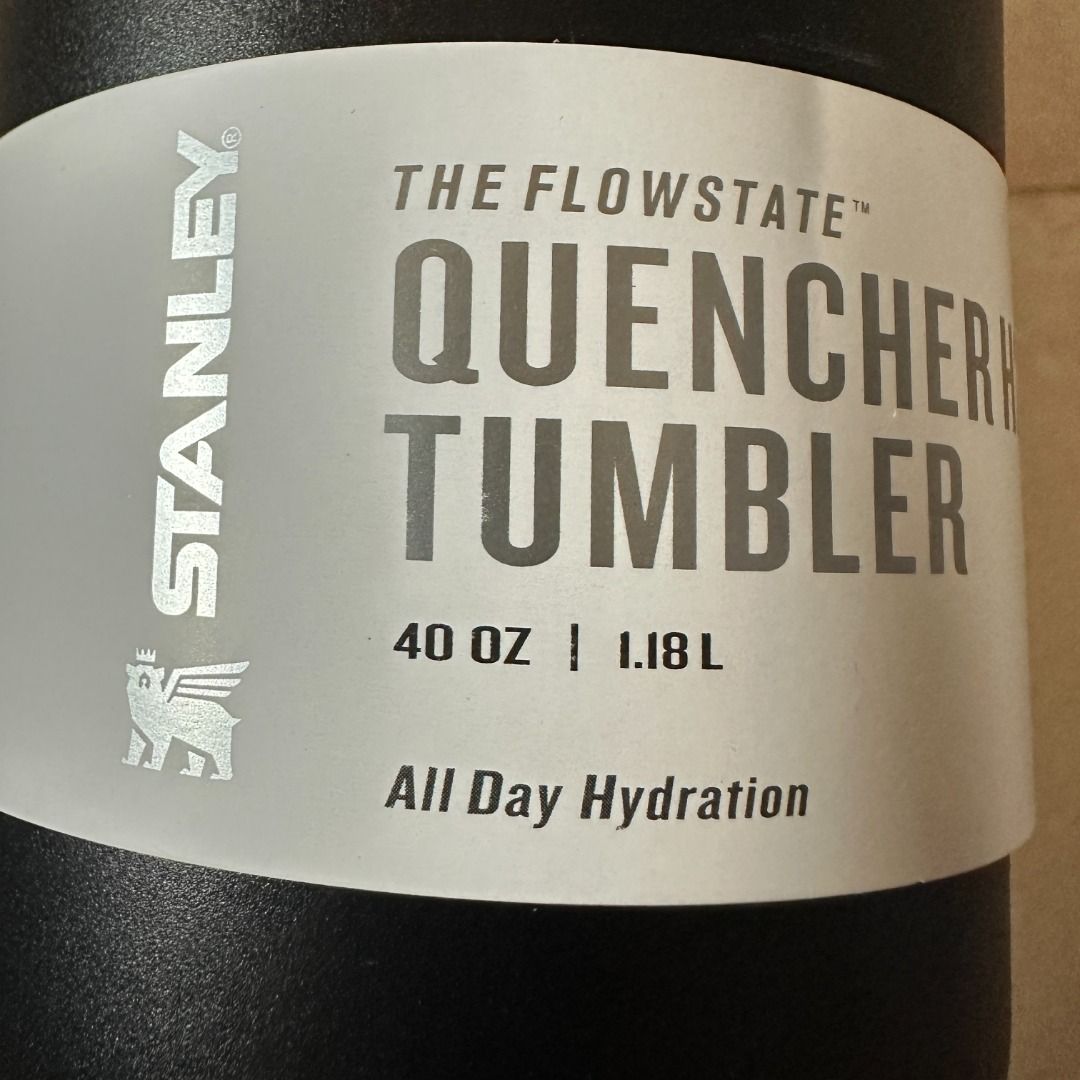 STANLEY®
THE FLOWSTATE™
QUENCHER
TUMBLER
40 OZ | 1.18 L
All Day Hydration